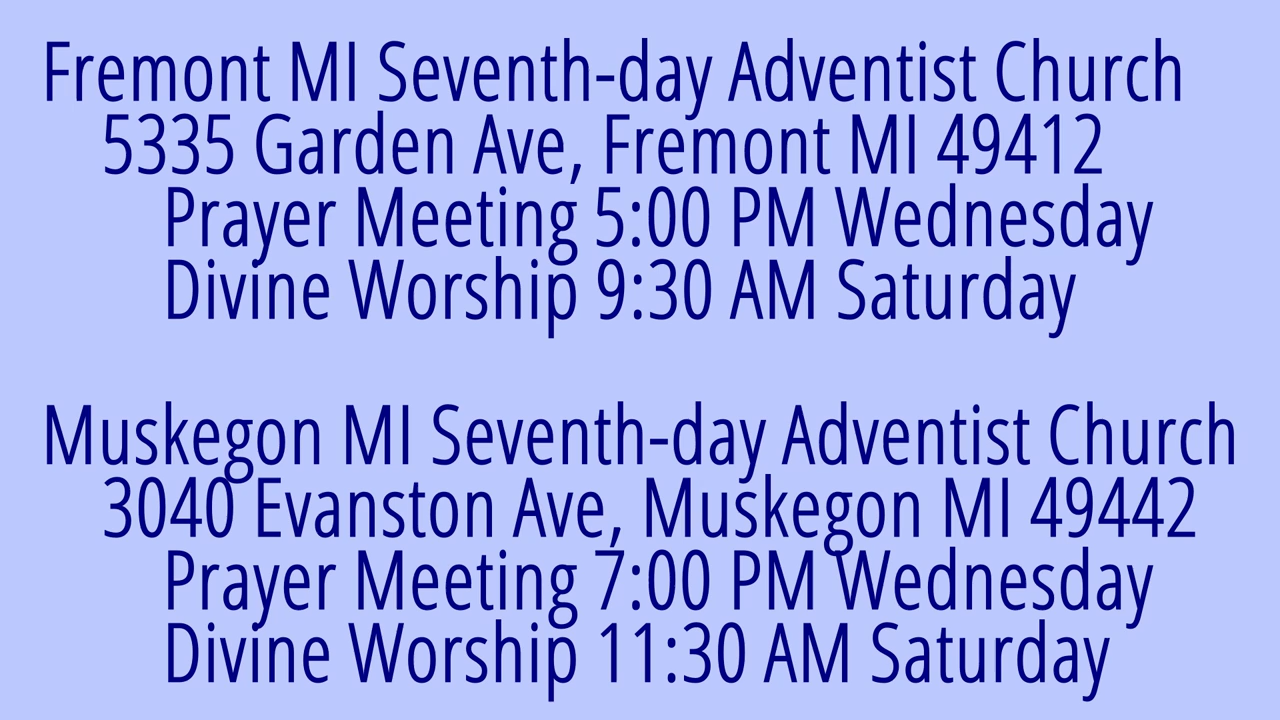 Fremont MI Seventh-day Adventist Church
5335 Garden Ave, Fremont MI 49412
Prayer Meeting 5:00 PM Wednesday
Divine Worship 9:30 AM Saturday
Muskegon MI Seventh-day Adventist Church
3040 Evanston Ave, Muskegon MI 49442
Prayer Meeting 7:00 PM Wednesday
Divine Worship 11:30 AM Saturday